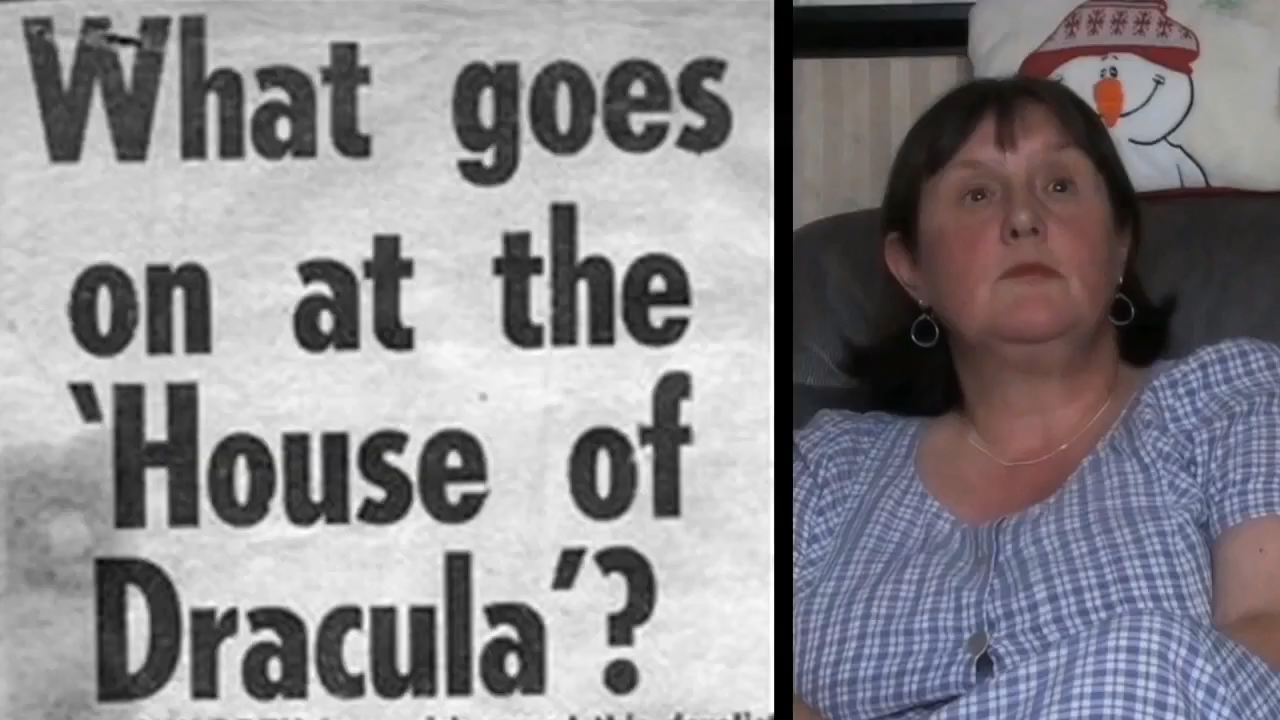 What goes
on at the
‘House of
Dracula’?